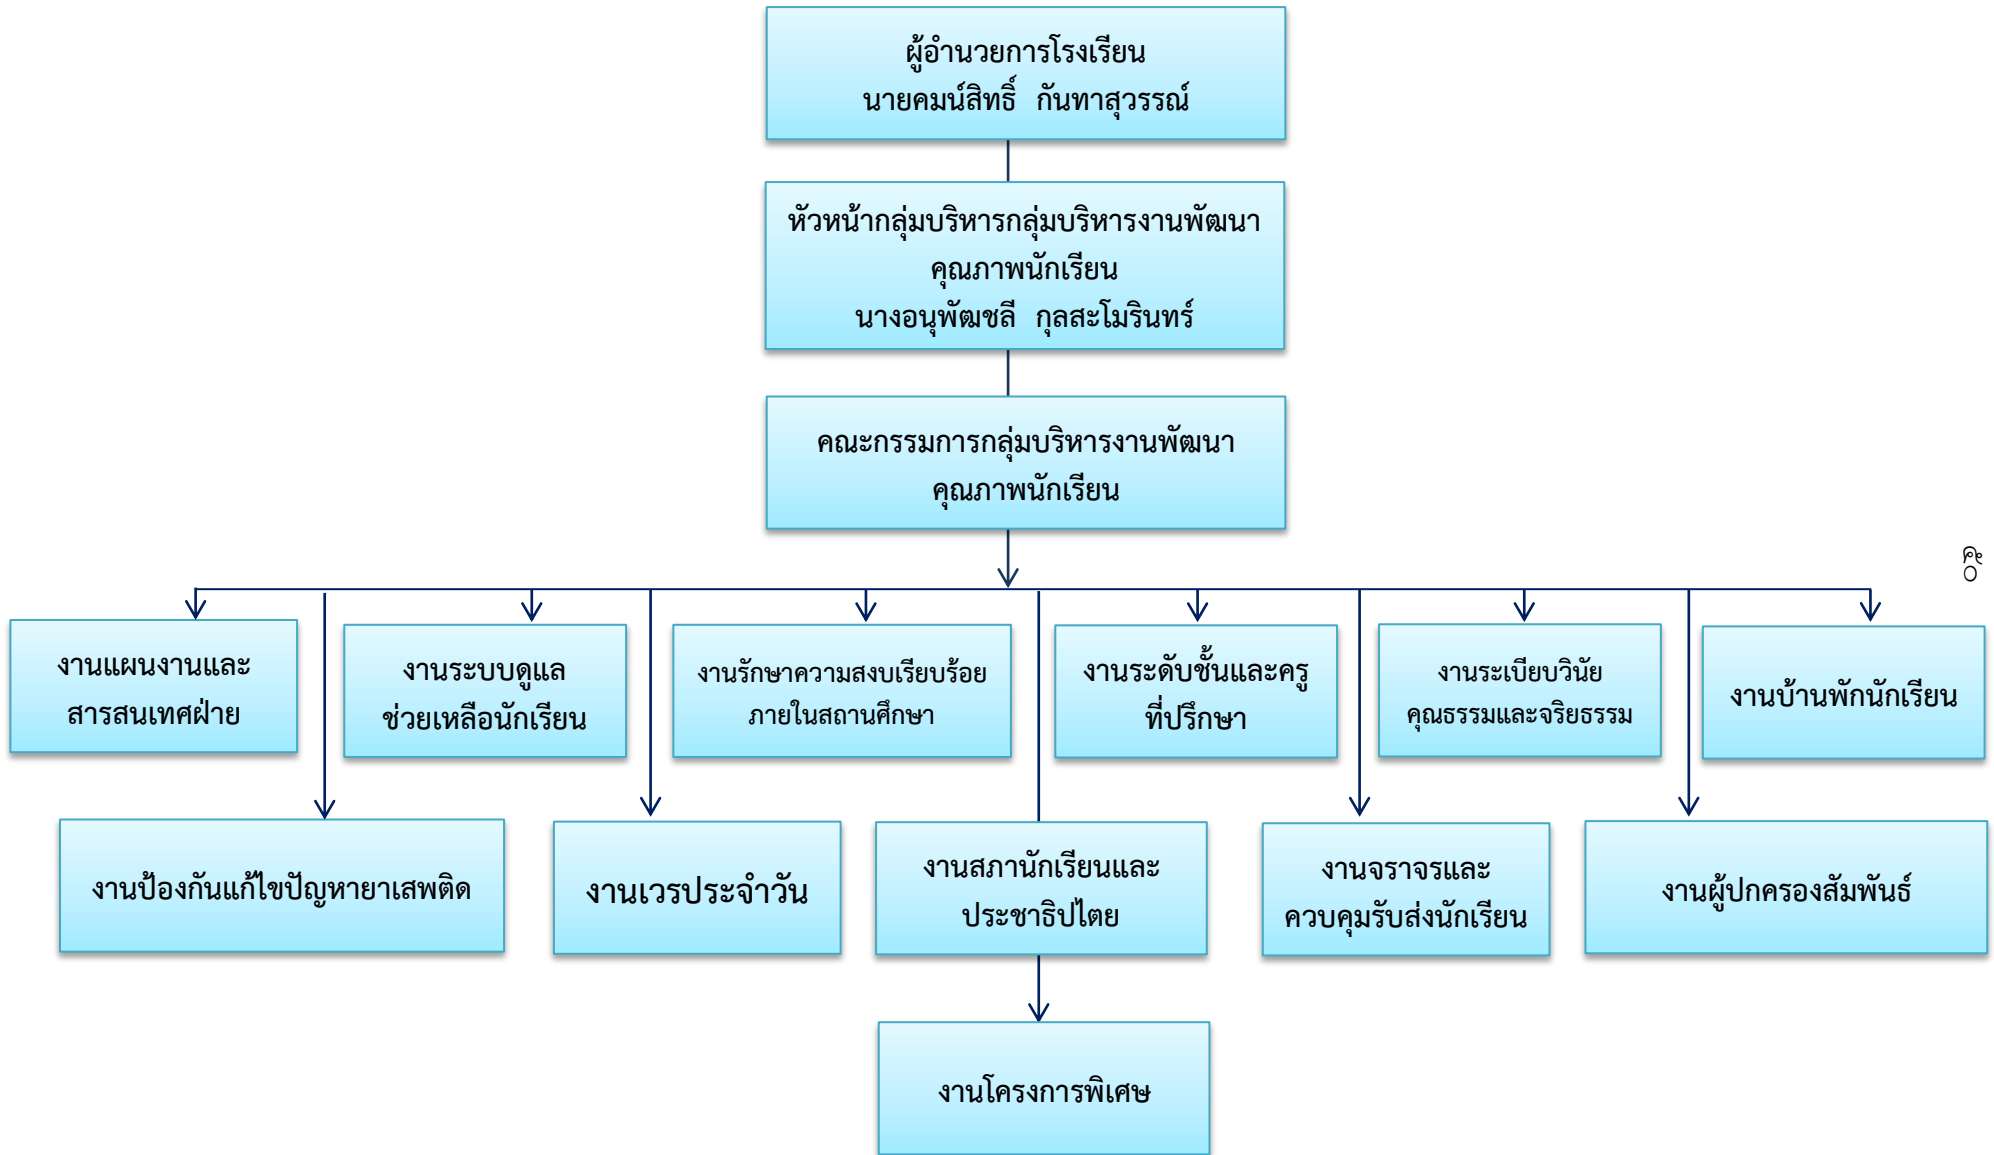 ผู้อำนวยการโรงเรียน
นายคมน์สิทธิ์ กันทาสุวรรณ์
หัวหน้ากลุ่มบริหารกลุ่มบริหารงานพัฒนา
คุณภาพนักเรียน
นางอนุพัฒชลี กุลสะโมรินทร์
คณะกรรมการกลุ่มบริหารงานพัฒนา
คุณภาพนักเรียน
งานแผนงานและ
สารสนเทศฝ่าย
งานระบบดูแล
ช่วยเหลือนักเรียน
งานรักษาความสงบเรียบร้อย
ภายในสถานศึกษา
งานระดับชั้นและครู
ที่ปรึกษา
งานระเบียบวินัย
คุณธรรมและจริยธรรม
งานบ้านพักนักเรียน
งานป้องกันแก้ไขปัญหายาเสพติด
งานเวรประจำวัน
งานสภานักเรียนและ
ประชาธิปไตย
งานจราจรและ
ควบคุมรับส่งนักเรียน
งานผู้ปกครองสัมพันธ์
งานโครงการพิเศษ